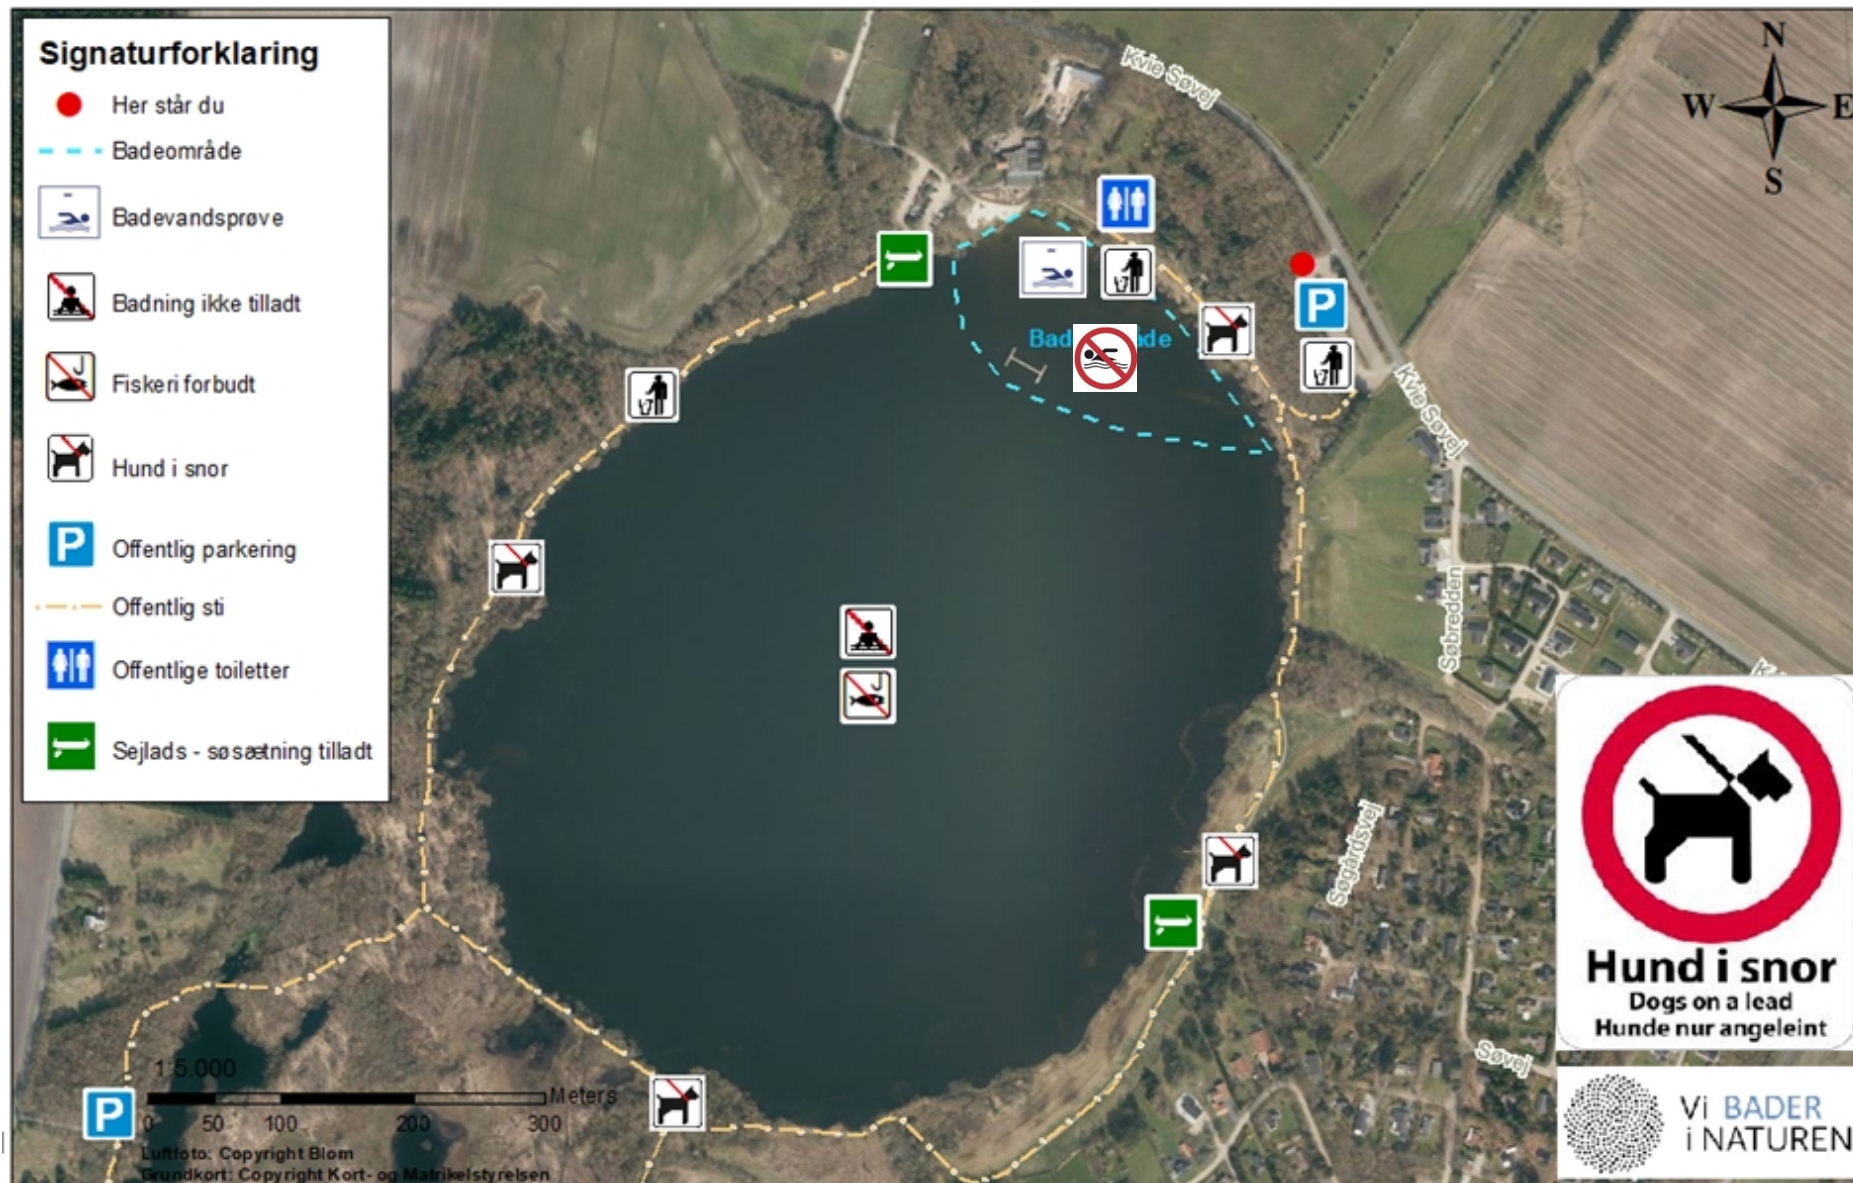 Signaturforklaring
Her står du
Badeområde
Badevandsprøve
Badning ikke tilladt
Fiskeri forbudt
Hund i snor
P
Offentlig parkering
Offentlig sti
Offentlige toiletter
Sejlads - søsætning tilladt
Kvie Søvej
N
W
E
S
P
Kvie Søvej
Søbredden
Søgårdsvej
Søvej
Hund i snor
Dogs on a lead
Hunde nur angeleint
Vi BADER
i NATUREN
P
1:5.000
Meters
0 50 100 200 300
Luftfoto: Copyright Blom
Grundkort: Copyright Kort- og Matrikelstyrelsen